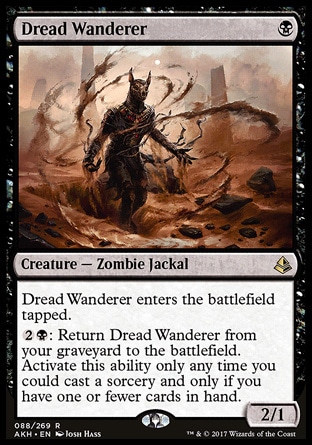 Dread Wanderer
Creature — Zombie Jackal
Dread Wanderer enters the battlefield
tapped.
2: Return Dread Wanderer from
your graveyard to the battlefield.
Activate this ability only any time you
could cast a sorcery and only if you
have one or fewer cards in hand.
2/1
088/269 R
AKH • EN Josh Hass
™ & © 2017 Wizards of the Coast